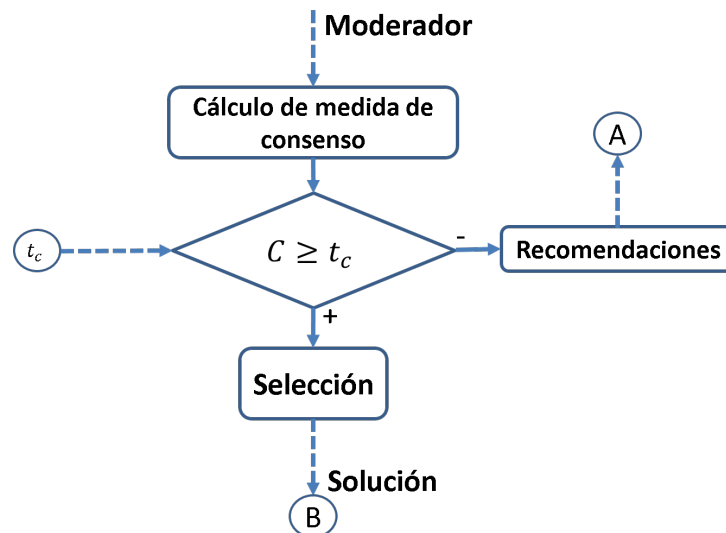 Moderador
Cálculo de medida de
consenso
A
t_c
C ≥ t_c
-
Recomendaciones
+
Selección
Solución
B